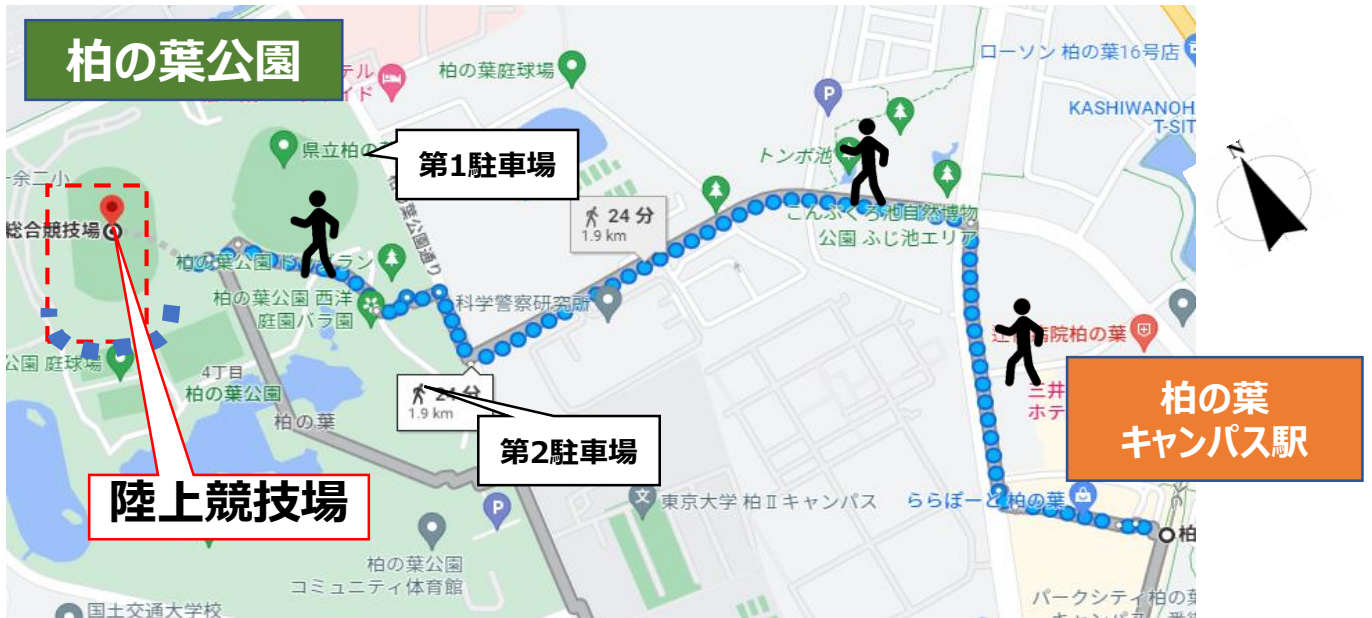 柏の葉公園
テル
イド
柏の葉庭球場
ローソン 柏の葉16号店
P
KASHIWANOH
T-SIT
県立柏の
第1駐車場
トンボ池
N
十余二小
葉公園通り
24 分
1.9 km
こんぶくろ池自然博物
公園 ふじ池エリア
総合競技場
柏の葉公園 ド
ラン
柏の葉公園 西洋
庭園バラ園
科学警察研究所
病院柏の葉
公園 庭球場
4丁目
柏の葉公園
24 分
1.9 km
三井
ホテ
柏の葉
キャンパス駅
柏の葉
第2駐車場
陸上競技場
P
東京大学 柏Ⅱキャンパス
ららぽーと 柏の葉
柏
柏の葉公園
コミュニティ体育館
パークシティ柏の葉
国土交通大学校